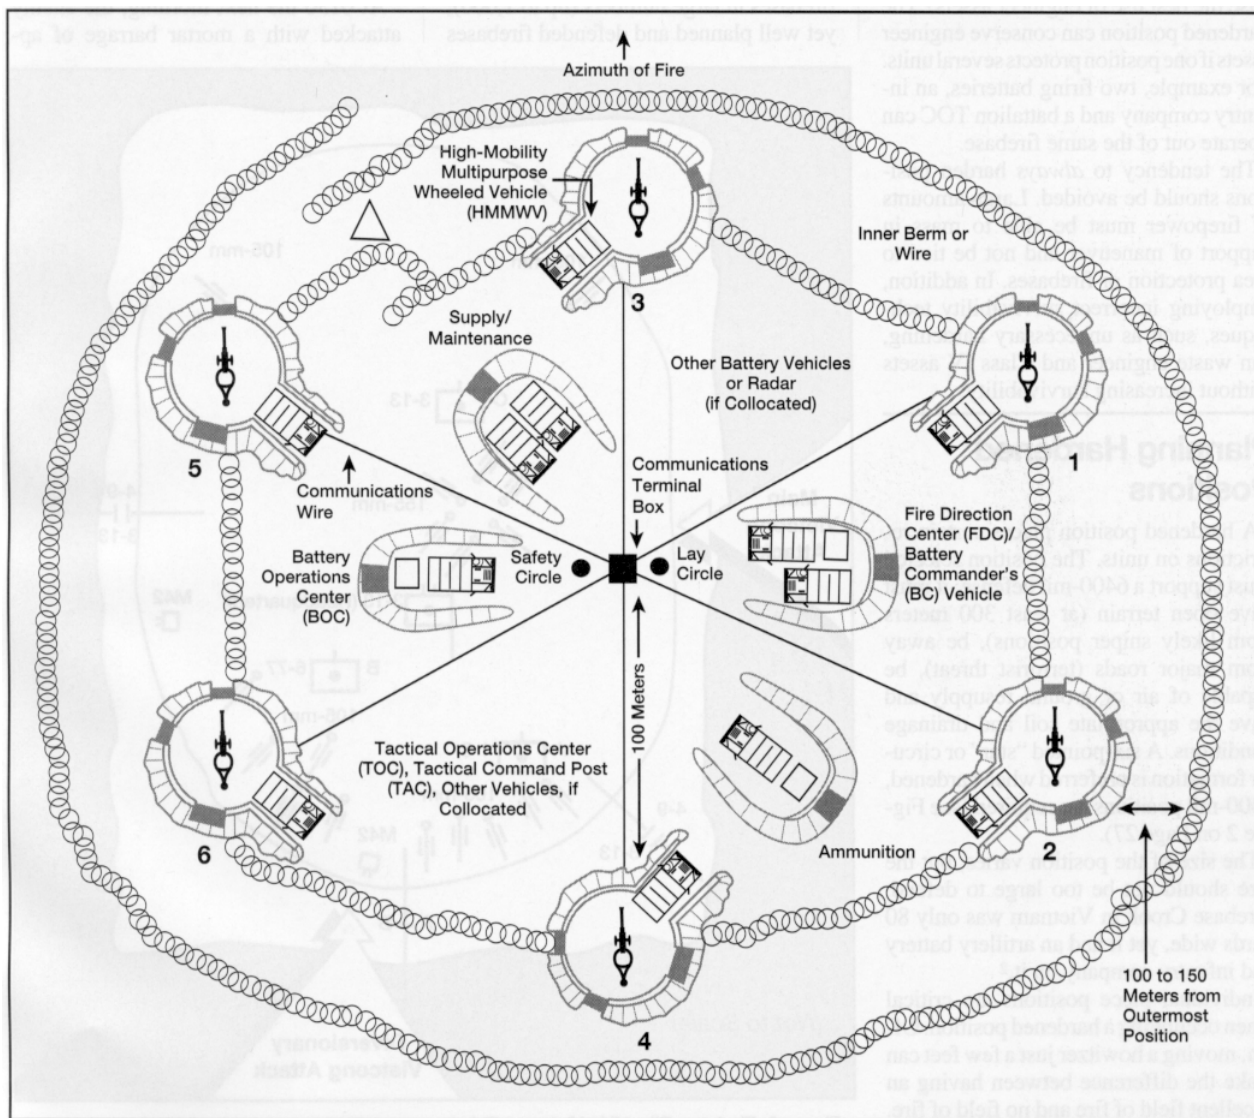 Azimuth of Fire
High-Mobility
Multipurpose
Wheeled Vehicle
(HMMWV)
Inner Berm or
Wire
3
Supply/
Maintenance
Other Battery Vehicles
or Radar
(if Collocated)
5
1
Communications
Wire
Communications
Terminal
Box
Battery
Operations
Center
(BOC)
Safety
Circle
Lay
Circle
Fire Direction
Center (FDC)/
Battery
Commander's
(BC) Vehicle
100 Meters
Tactical Operations Center
(TOC), Tactical Command Post
(TAC), Other Vehicles, if
Collocated
6
Ammunition
2
4
100 to 150
Meters from
Outermost
Position